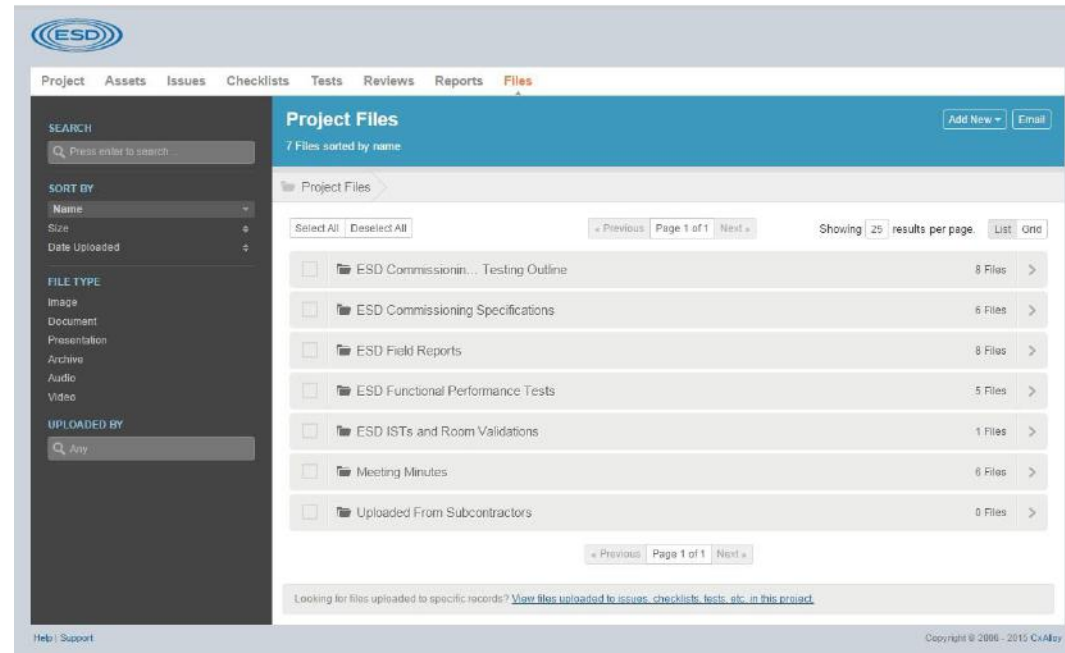 ESD
Project Assets Issues Checklists Tests Reviews Reports Files
SEARCH
Press enter to search ...
SORT BY
Name
Size
Date Uploaded
FILE TYPE
Image
Document
Presentation
Archive
Audio
Video
UPLOADED BY
Any
Project Files
7 Files sorted by name
Add New Email
Project Files
Select All Deselect All « Previous Page 1 of 1 Next » Showing 25 results per page. List Grid
ESD Commissionin... Testing Outline 8 Files
ESD Commissioning Specifications 6 Files
ESD Field Reports 8 Files
ESD Functional Performance Tests 5 Files
ESD ISTs and Room Validations 1 Files
Meeting Minutes 6 Files
Uploaded From Subcontractors 0 Files
« Previous Page 1 of 1 Next »
Looking for files uploaded to specific records? View files uploaded to issues, checklists, tests, etc. in this project.
Help | Support Copyright © 2006 - 2015 CxAlloy